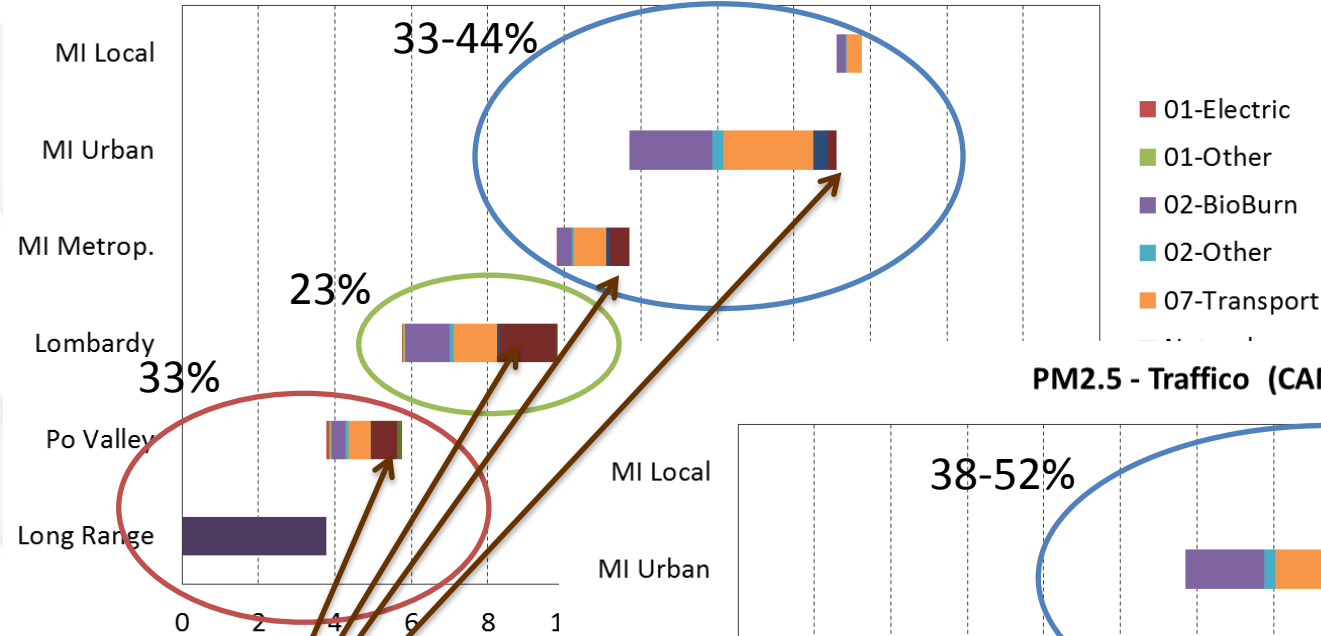 33-44%
MI Local
01-Electric
MI Urban
01-Other
02-BioBurn
MI Metrop.
02-Other
23%
07-Transport
Lombardy
33%
PM2.5 - Traffico (CAI
Po Valley
MI Local
38-52%
Long Range
MI Urban
0 2 4 6 8 1